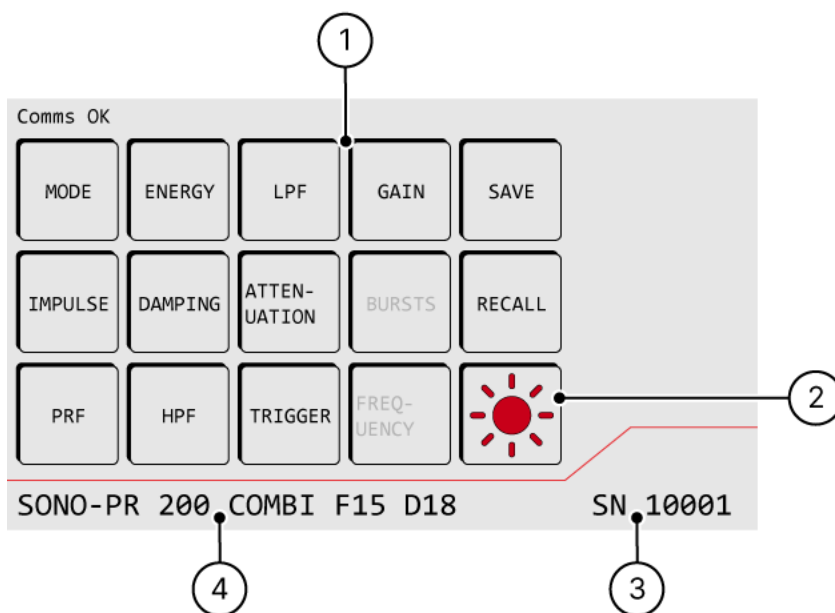 1
Comms OK
MODE
ENERGY
LPF
GAIN
SAVE
IMPULSE
DAMPING
ATTEN-
UATION
BURSTS
RECALL
PRF
HPF
TRIGGER
FREQ-
UENCY
2
SONO-PR 200 COMBI F15 D18
SN 10001
4
3